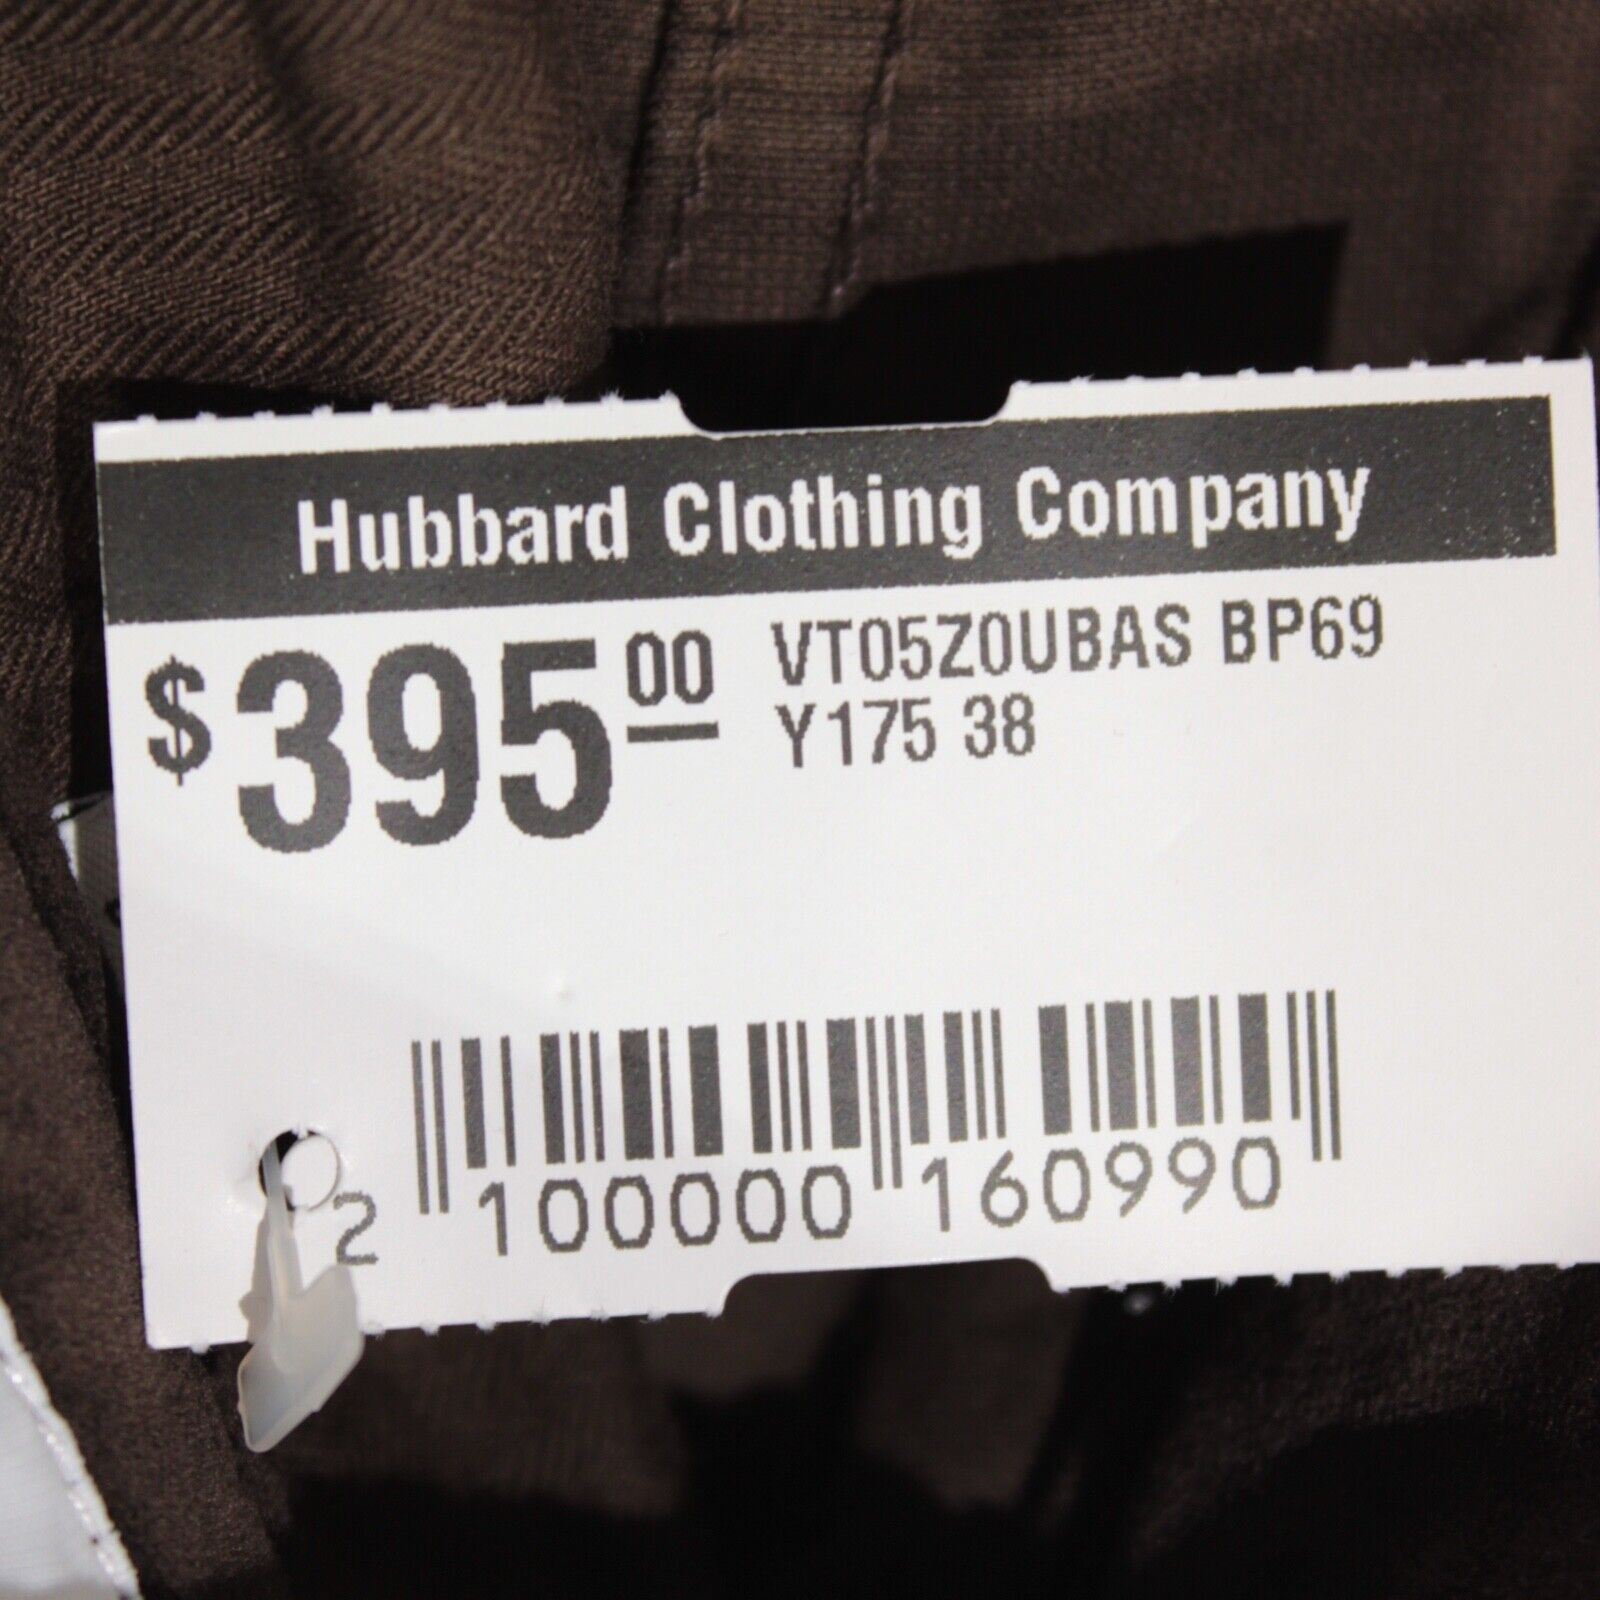 Hubbard Clothing Company
$395.00 VT05Z0UBAS BP69
Y175 38
2 100000 160990